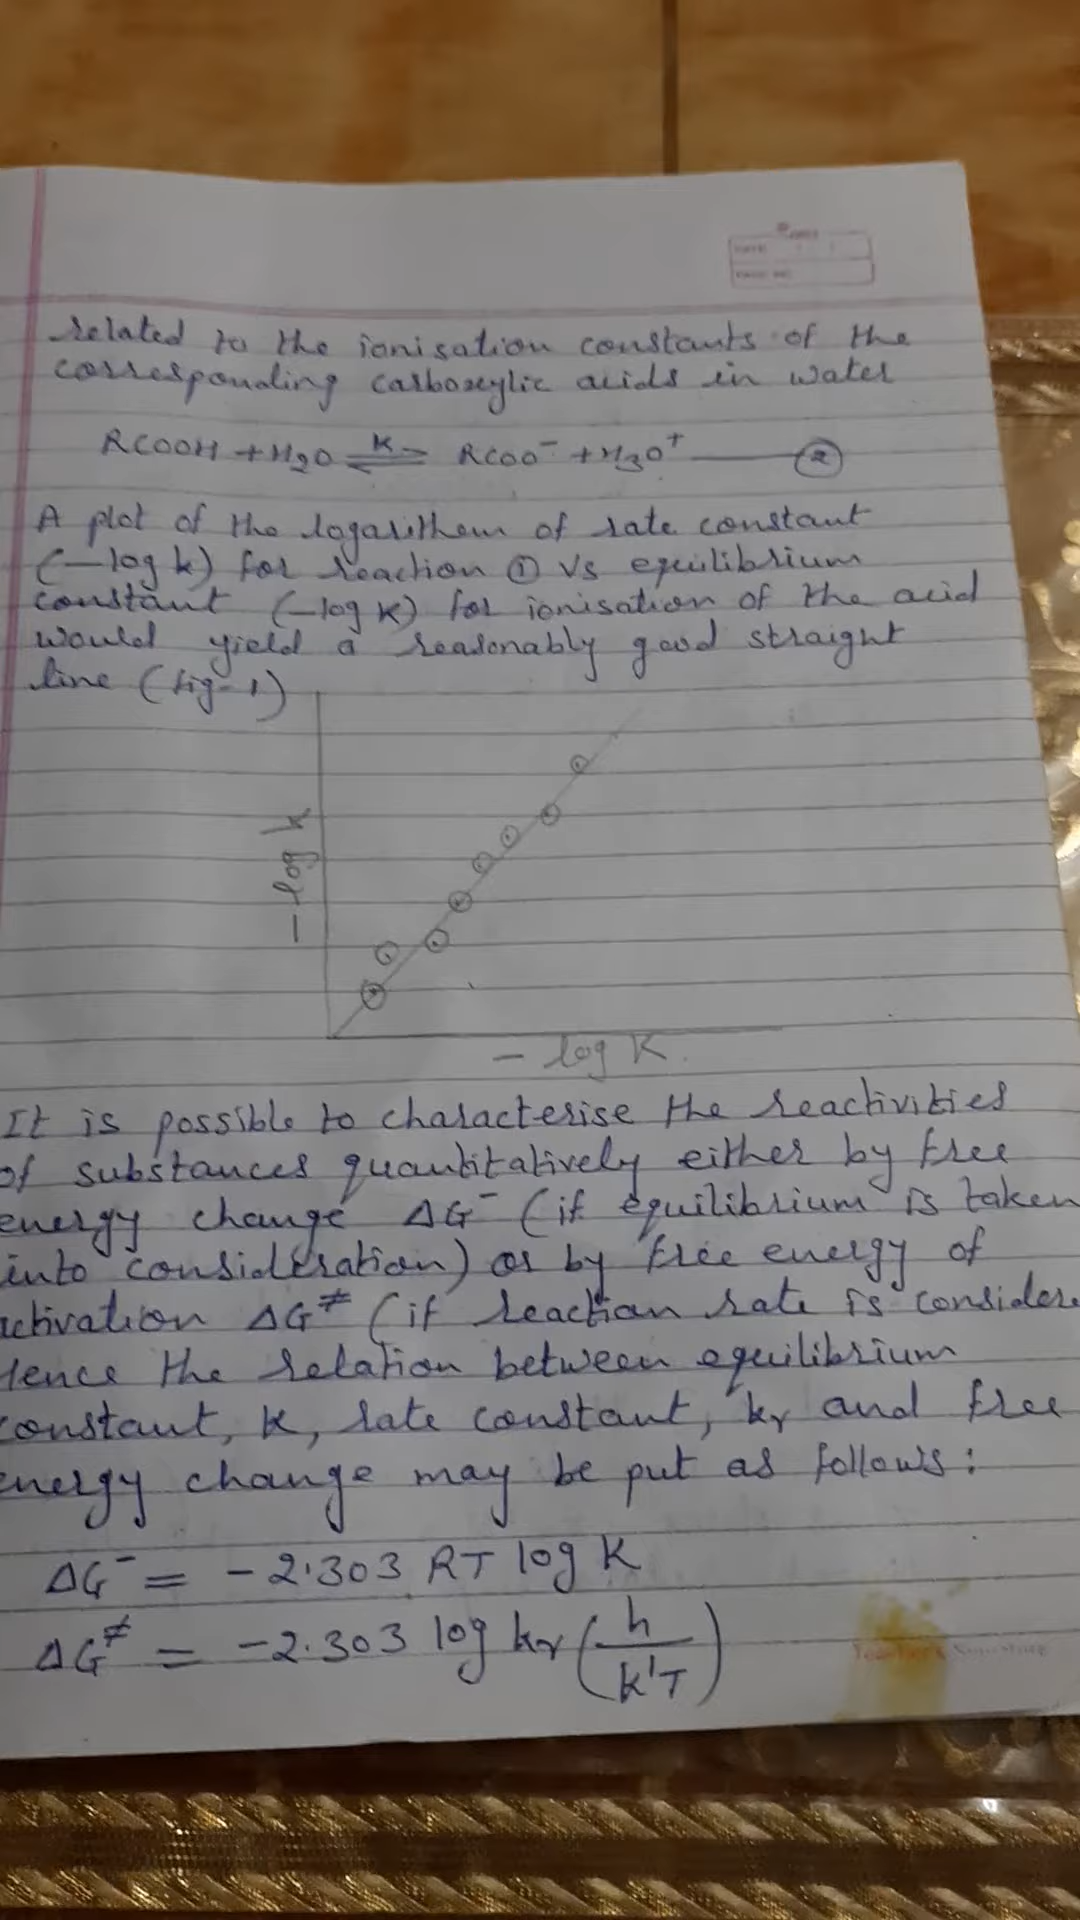 related to the ionisation constants of the
corresponding carboxylic acids in water
RCOOH + H2O ⇌ K RCOO⁻ + H3O⁺ —— ②
A plot of the logarithem of rate constant
(-log k) for reaction ① vs equilibrium
constant (-log K) for ionisation of the acid
would yield a reasonably good straight
line (fig-1)
- log k
- log K
It is possible to characterise the reactivities
of substances quantitatively either by free
energy change ΔG⁻ (if equilibrium is taken
into consideration) or by free energy of
activation ΔG≠ (if reaction rate is consider
Hence the relation between equilibrium
constant, K, rate constant, kr and free
energy change may be put as follows:
ΔG⁻ = -2.303 RT log K
ΔG≠ = -2.303 log kr (h/k'T)